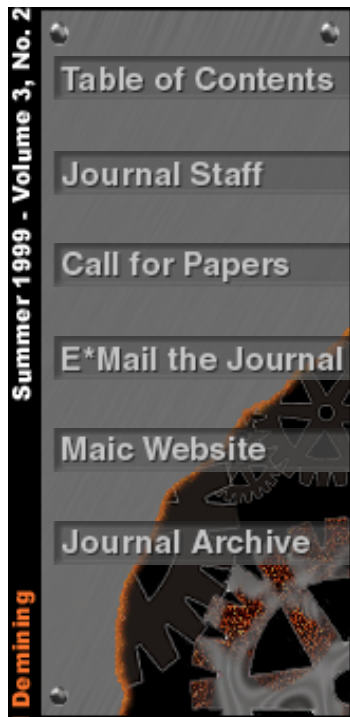 Summer 1999 - Volume 3, No. 2
Demining
Table of Contents
Journal Staff
Call for Papers
E*Mail the Journal
Maic Website
Journal Archive